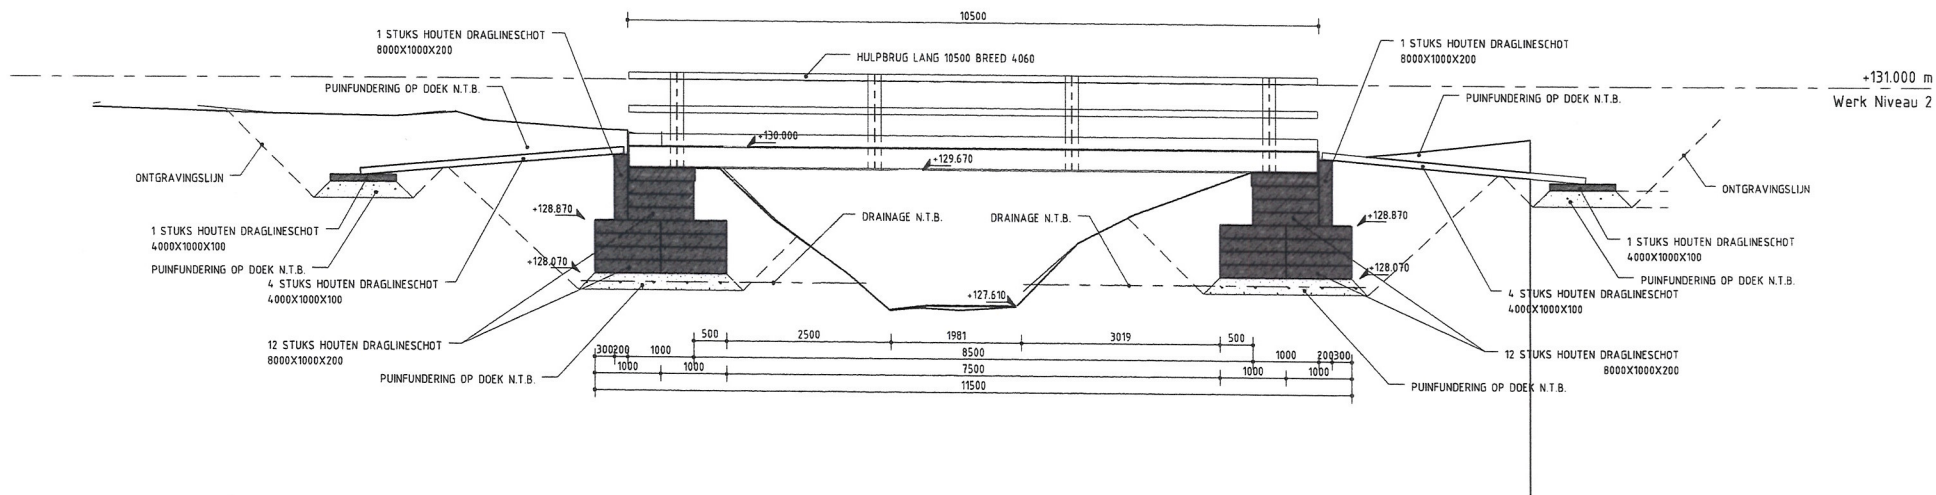 10500
1 STUKS HOUTEN DRAGLINESCHOT
8000X1000X200
1 STUKS HOUTEN DRAGLINESCHOT
8000X1000X200
HULPBRUG LANG 10500 BREED 4060
+131.000 m
Werk Niveau 2
PUINFUNDERING OP DOEK N.T.B.
PUINFUNDERING OP DOEK N.T.B.
+130.000
+129.670
ONTGRAVINGSLIJN
ONTGRAVINGSLIJN
+128.870
DRAINAGE N.T.B.
DRAINAGE N.T.B.
+128.870
1 STUKS HOUTEN DRAGLINESCHOT
4000X1000X100
1 STUKS HOUTEN DRAGLINESCHOT
4000X1000X100
PUINFUNDERING OP DOEK N.T.B.
+128.070
+128.070
PUINFUNDERING OP DOEK N.T.B.
4 STUKS HOUTEN DRAGLINESCHOT
4000X1000X100
+127.610
4 STUKS HOUTEN DRAGLINESCHOT
4000X1000X100
500 2500 1981 3019 500
12 STUKS HOUTEN DRAGLINESCHOT
8000X1000X200
300 200 1000 8500 1000 200 300
12 STUKS HOUTEN DRAGLINESCHOT
8000X1000X200
1000 1000 7500 1000 1000
PUINFUNDERING OP DOEK N.T.B.
11500
PUINFUNDERING OP DOEK N.T.B.